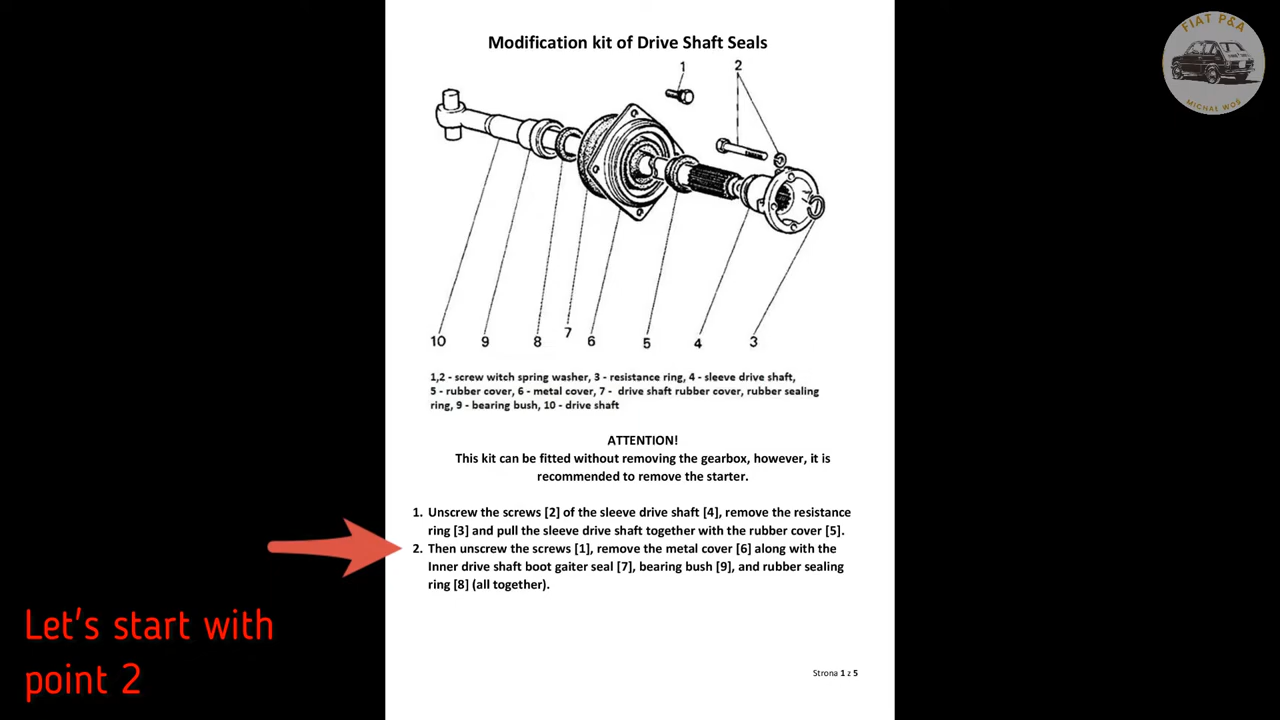 Modification kit of Drive Shaft Seals
1
2
10
9
8
7
6
5
4
3
1,2 - screw witch spring washer, 3 - resistance ring, 4 - sleeve drive shaft,
5 - rubber cover, 6 - metal cover, 7 - drive shaft rubber cover, rubber sealing
ring, 9 - bearing bush, 10 - drive shaft
ATTENTION!
This kit can be fitted without removing the gearbox, however, it is
recommended to remove the starter.
1. Unscrew the screws [2] of the sleeve drive shaft [4], remove the resistance
ring [3] and pull the sleeve drive shaft together with the rubber cover [5].
2. Then unscrew the screws [1], remove the metal cover [6] along with the
Inner drive shaft boot gaiter seal [7], bearing bush [9], and rubber sealing
ring [8] (all together).
Let's start with
point 2
Strona 1 z 5
FIAT P&A
MICHAŁ WOŚ